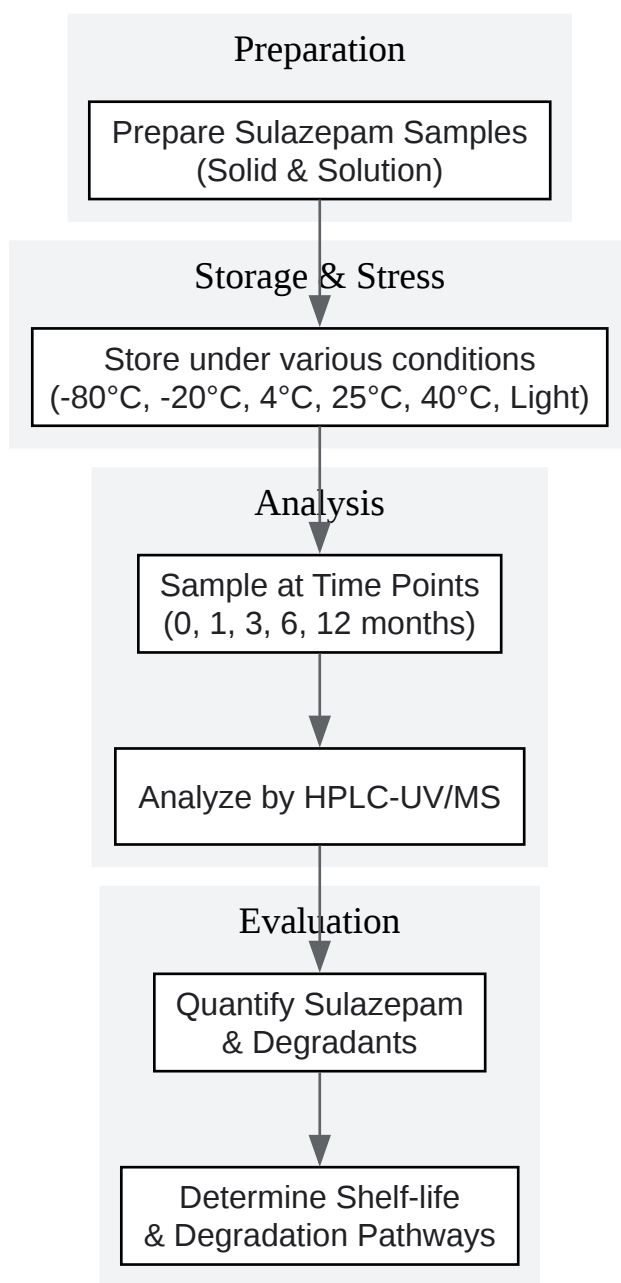 Preparation
Prepare Sulazepam Samples
(Solid & Solution)
Storage & Stress
Store under various conditions
(-80°C, -20°C, 4°C, 25°C, 40°C, Light)
Analysis
Sample at Time Points
(0, 1, 3, 6, 12 months)
Analyze by HPLC-UV/MS
Evaluation
Quantify Sulazepam
& Degradants
Determine Shelf-life
& Degradation Pathways